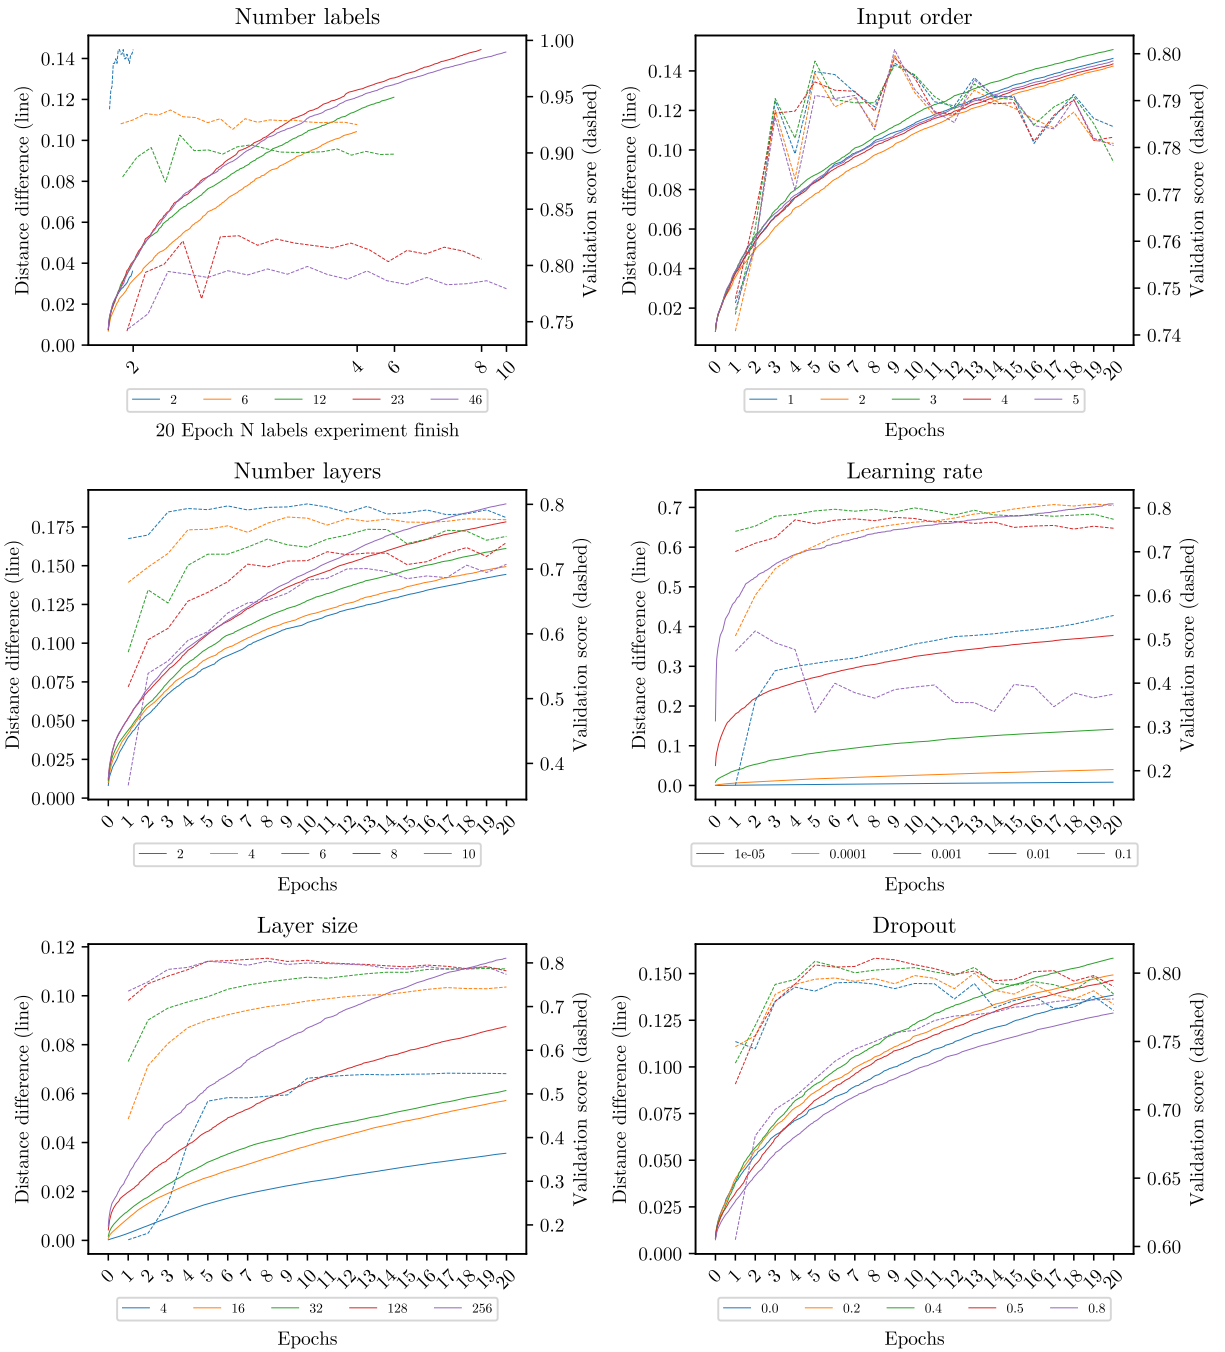 Number labels
Distance difference (line)
0.14
0.12
0.10
0.08
0.06
0.04
0.02
0.00
1.00
0.95
0.90
0.85
0.80
0.75
Validation score (dashed)
2 4 6 8 10
2 6 12 23 46
20 Epoch N labels experiment finish
Input order
Distance difference (line)
0.14
0.12
0.10
0.08
0.06
0.04
0.02
0.80
0.79
0.78
0.77
0.76
0.75
0.74
Validation score (dashed)
0 1 2 3 4 5 6 7 8 9 10 11 12 13 14 15 16 17 18 19 20
1 2 3 4 5
Epochs
Number layers
Distance difference (line)
0.175
0.150
0.125
0.100
0.075
0.050
0.025
0.000
0.8
0.7
0.6
0.5
0.4
Validation score (dashed)
0 1 2 3 4 5 6 7 8 9 10 11 12 13 14 15 16 17 18 19 20
2 4 6 8 10
Epochs
Learning rate
Distance difference (line)
0.7
0.6
0.5
0.4
0.3
0.2
0.1
0.0
0.8
0.7
0.6
0.5
0.4
0.3
0.2
Validation score (dashed)
0 1 2 3 4 5 6 7 8 9 10 11 12 13 14 15 16 17 18 19 20
1e-05 0.0001 0.001 0.01 0.1
Epochs
Layer size
Distance difference (line)
0.12
0.10
0.08
0.06
0.04
0.02
0.00
0.8
0.7
0.6
0.5
0.4
0.3
0.2
Validation score (dashed)
0 1 2 3 4 5 6 7 8 9 10 11 12 13 14 15 16 17 18 19 20
4 16 32 128 256
Epochs
Dropout
Distance difference (line)
0.150
0.125
0.100
0.075
0.050
0.025
0.000
0.80
0.75
0.70
0.65
0.60
Validation score (dashed)
0 1 2 3 4 5 6 7 8 9 10 11 12 13 14 15 16 17 18 19 20
0.0 0.2 0.4 0.5 0.8
Epochs